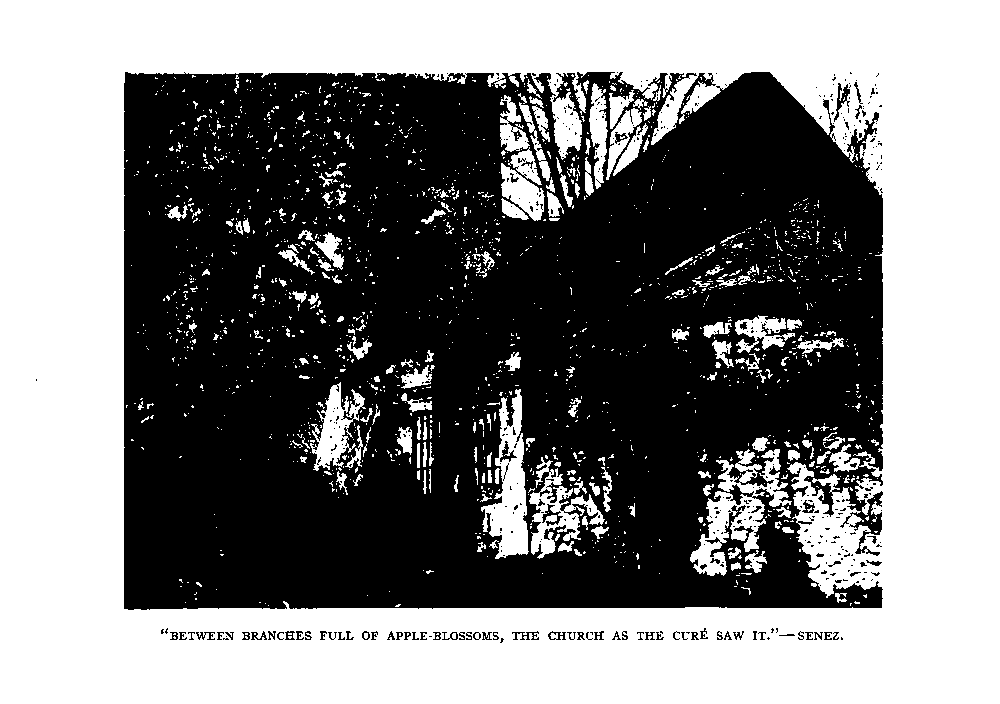 "BETWEEN BRANCHES FULL OF APPLE-BLOSSOMS, THE CHURCH AS THE CURÉ SAW IT."—SENEZ.